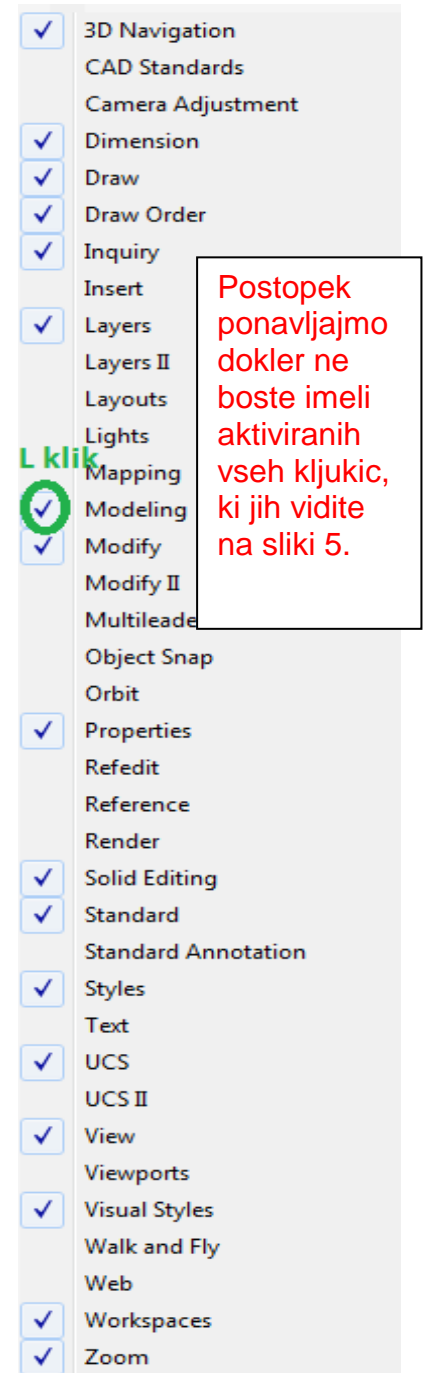 3D Navigation
CAD Standards
Camera Adjustment
Dimension
Draw
Draw Order
Inquiry
Insert
Layers
Layers II
Layouts
Lights
L klik
Mapping
Modeling
Modify
Modify II
Multileade
Object Snap
Orbit
Properties
Refedit
Reference
Render
Solid Editing
Standard
Standard Annotation
Styles
Text
UCS
UCS II
View
Viewports
Visual Styles
Walk and Fly
Web
Workspaces
Zoom
Postopek
ponavljajmo
dokler ne
boste imeli
aktiviranih
vseh kljukic,
ki jih vidite
na sliki 5.